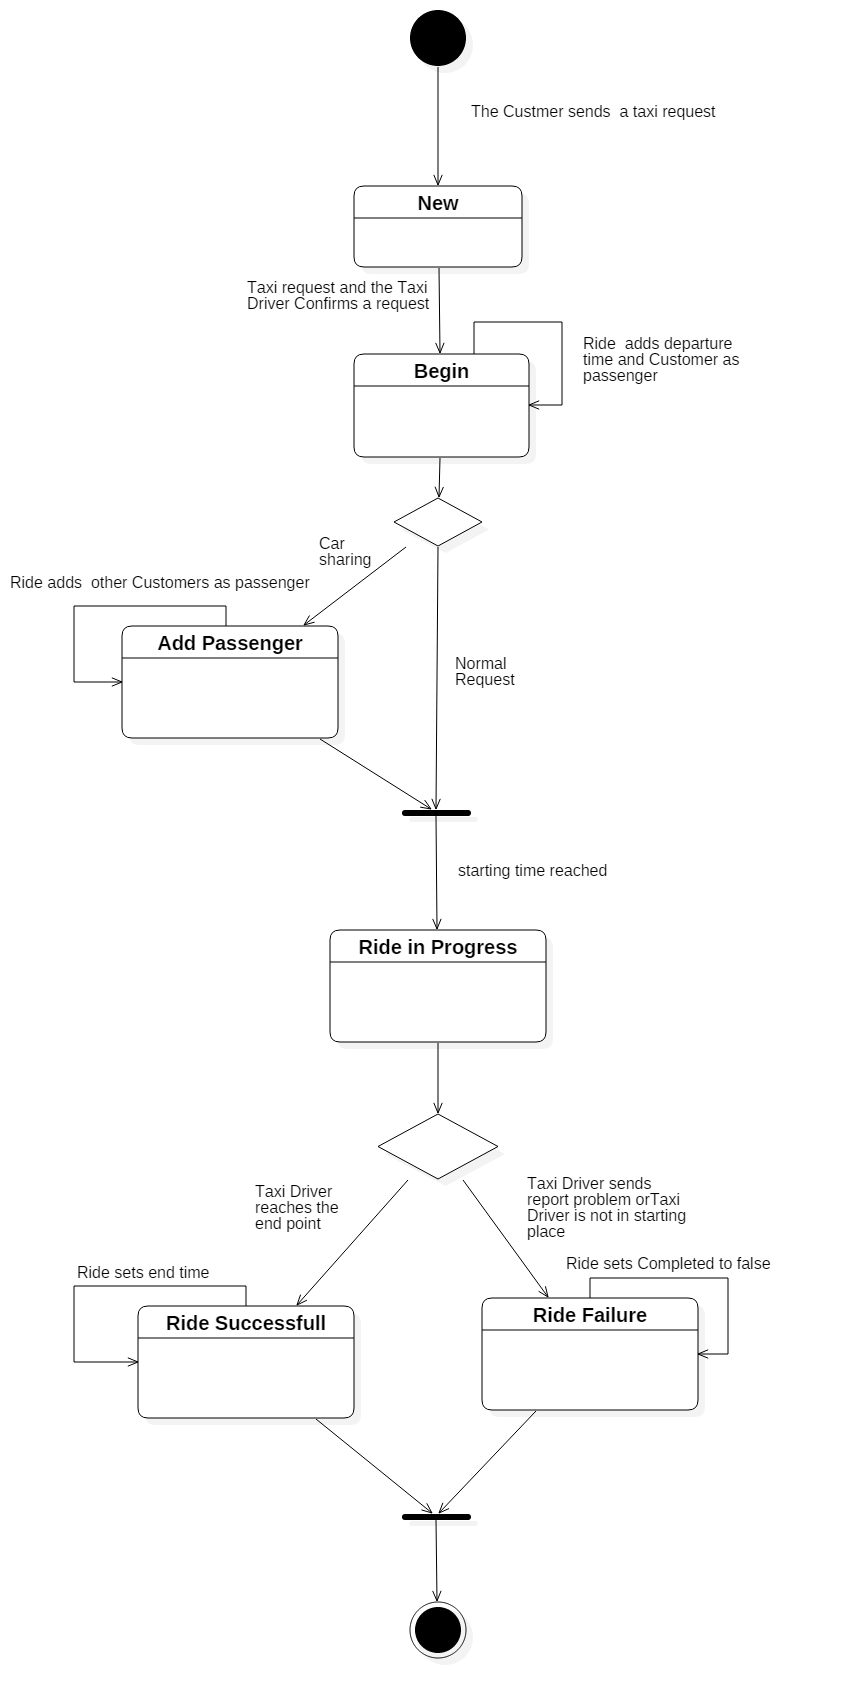 The Custmer sends  a taxi request
New
Taxi request and the Taxi
Driver Confirms a request
Ride  adds departure
time and Customer as
passenger
Begin
Car
sharing
Ride adds  other Customers as passenger
Add Passenger
Normal
Request
starting time reached
Ride in Progress
Taxi Driver
reaches the
end point
Taxi Driver sends
report problem orTaxi
Driver is not in starting
place
Ride sets end time
Ride sets Completed to false
Ride Successfull
Ride Failure